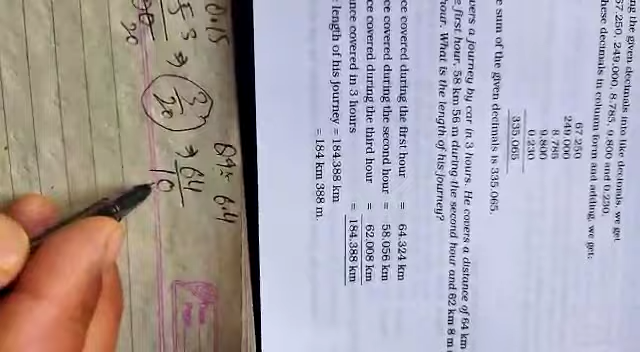 ng the given decimals into like decimals, we get
67.250, 249.000, 8.785, 9.800 and 0.230.
hese decimals in column form and adding, we get:
67.250
249.000
8.785
9.800
0.230
335.065
e sum of the given decimals is 335.065.
vers a journey by car in 3 hours. He covers a distance of 64 km
e first hour, 58 km 56 m during the second hour and 62 km 8 m
hour. What is the length of his journey?
ce covered during the first hour = 64.324 km
ce covered during the second hour = 58.056 km
ce covered during the third hour = 62.008 km
nce covered in 3 hours = 184.388 km
length of his journey = 184.388 km
= 184 km 388 m.
0.15
3
20
64
10
6.4
20